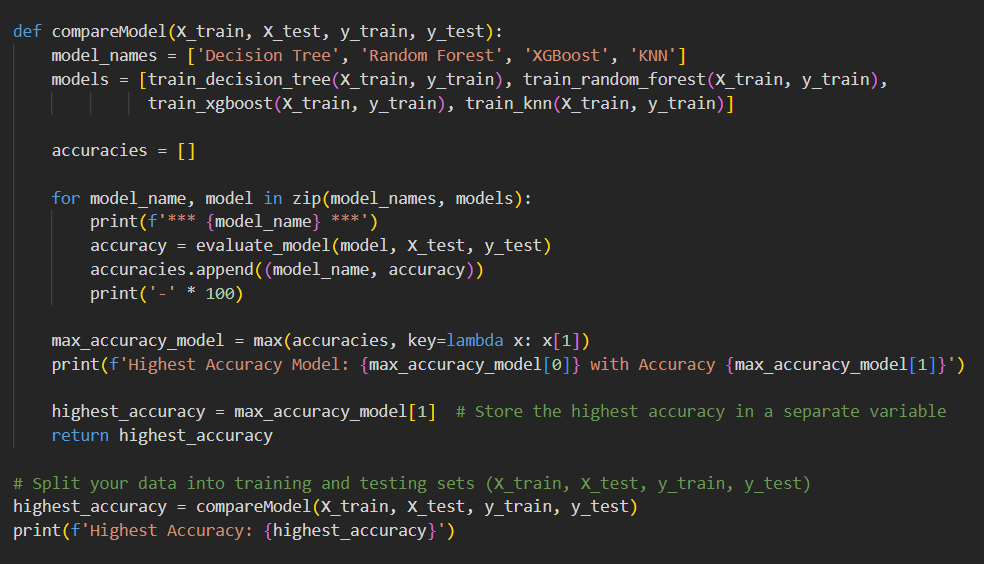 def compareModel(X_train, X_test, y_train, y_test):
    model_names = ['Decision Tree', 'Random Forest', 'XGBoost', 'KNN']
    models = [train_decision_tree(X_train, y_train), train_random_forest(X_train, y_train),
              train_xgboost(X_train, y_train), train_knn(X_train, y_train)]

    accuracies = []

    for model_name, model in zip(model_names, models):
        print(f'*** {model_name} ***')
        accuracy = evaluate_model(model, X_test, y_test)
        accuracies.append((model_name, accuracy))
        print('-' * 100)

    max_accuracy_model = max(accuracies, key=lambda x: x[1])
    print(f'Highest Accuracy Model: {max_accuracy_model[0]} with Accuracy {max_accuracy_model[1]}')

    highest_accuracy = max_accuracy_model[1]  # Store the highest accuracy in a separate variable
    return highest_accuracy

# Split your data into training and testing sets (X_train, X_test, y_train, y_test)
highest_accuracy = compareModel(X_train, X_test, y_train, y_test)
print(f'Highest Accuracy: {highest_accuracy}')